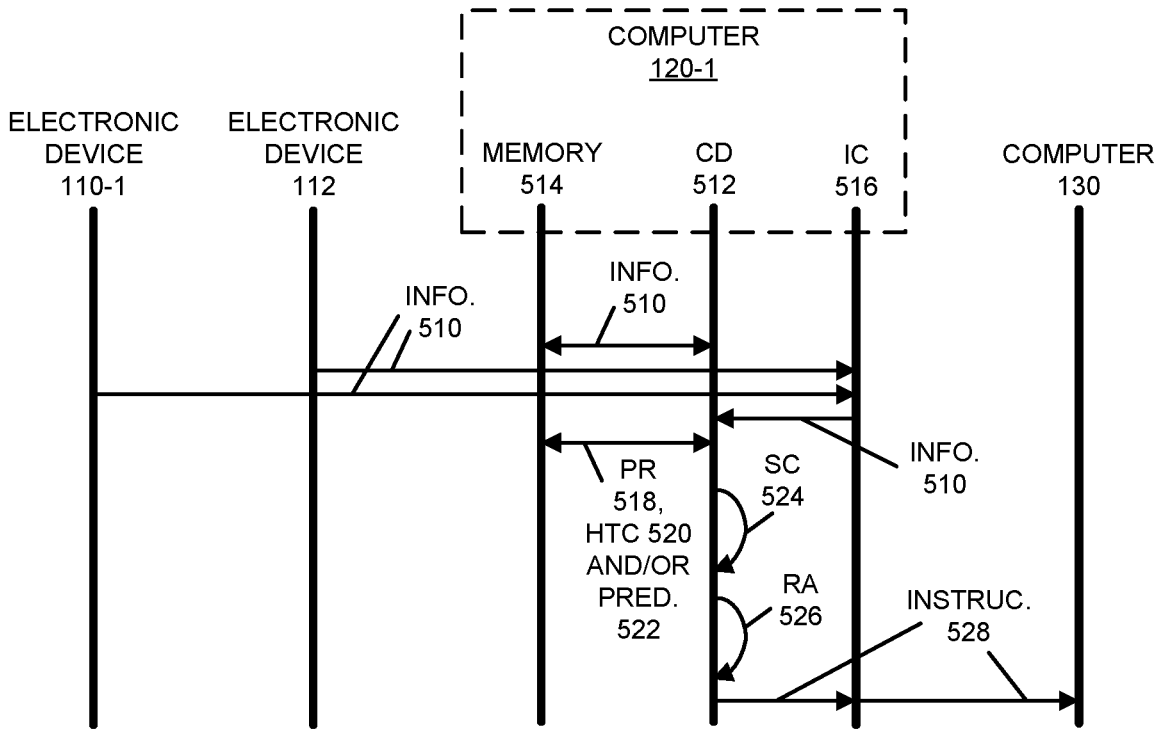 COMPUTER
120-1
ELECTRONIC
DEVICE
110-1
ELECTRONIC
DEVICE
112
MEMORY
514
CD
512
IC
516
COMPUTER
130
INFO.
510
INFO.
510
INFO.
510
PR
518,
HTC 520
AND/OR
PRED.
522
SC
524
RA
526
INSTRUC.
528